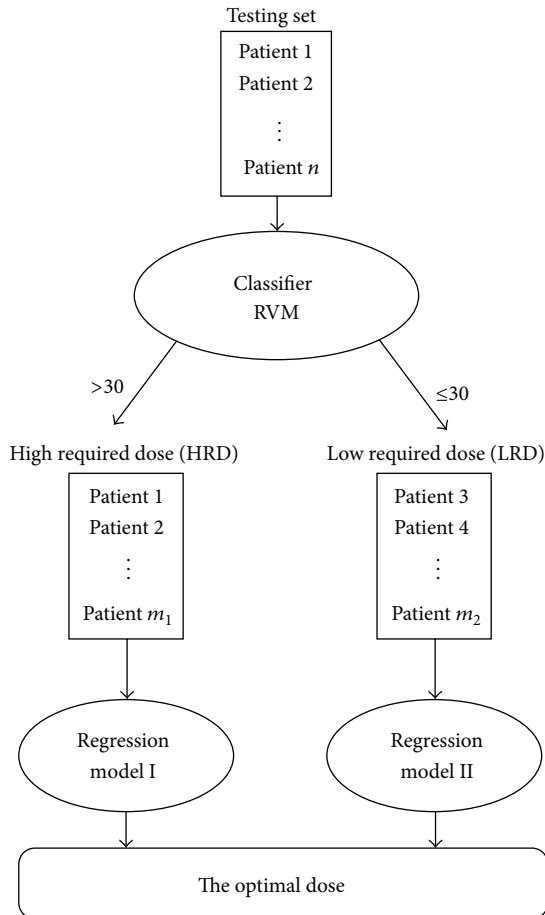 Testing set
Patient 1
Patient 2
⋮
Patient n
Classifier
RVM
>30
≤30
High required dose (HRD)
Low required dose (LRD)
Patient 1
Patient 2
⋮
Patient m₁
Patient 3
Patient 4
⋮
Patient m₂
Regression
model I
Regression
model II
The optimal dose